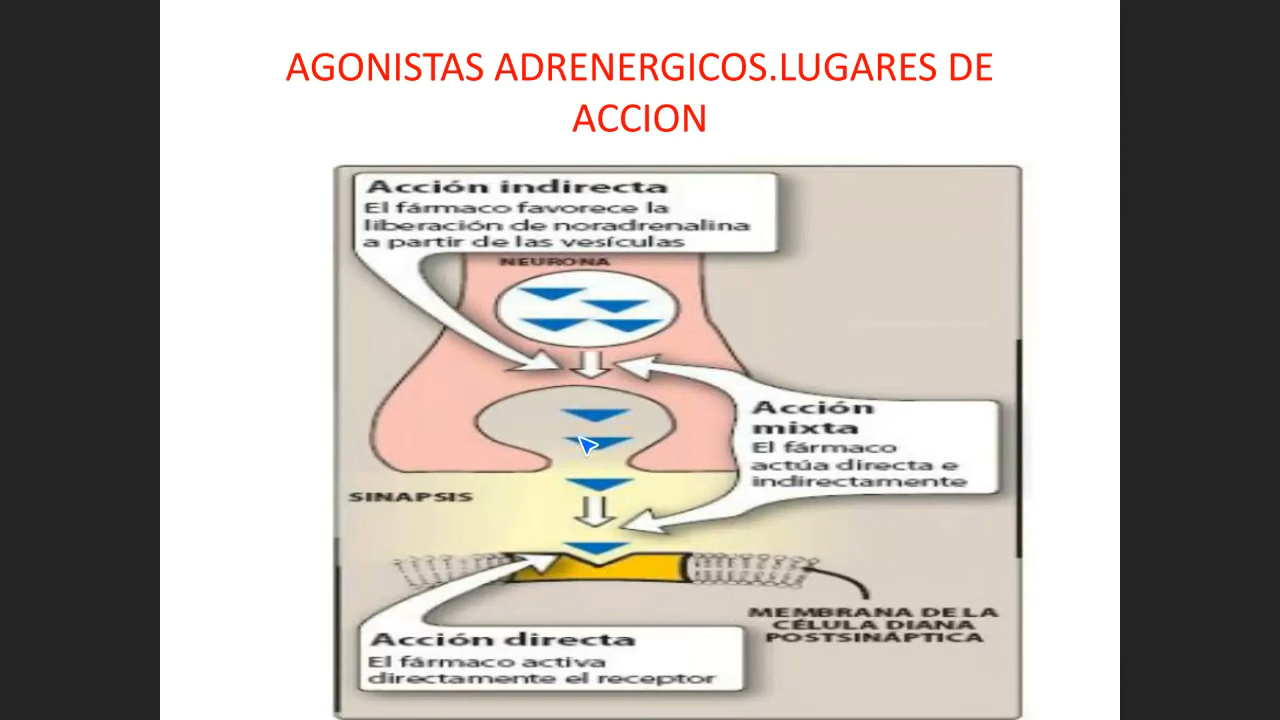 AGONISTAS ADRENERGICOS.LUGARES DE
ACCION
Acción indirecta
El fármaco favorece la
liberación de noradrenalina
a partir de las vesículas
NEURONA
Acción
mixta
El fármaco
actúa directa e
indirectamente
SINAPSIS
MEMBRANA DE LA
CÉLULA DIANA
POSTSINÁPTICA
Acción directa
El fármaco activa
directamente el receptor